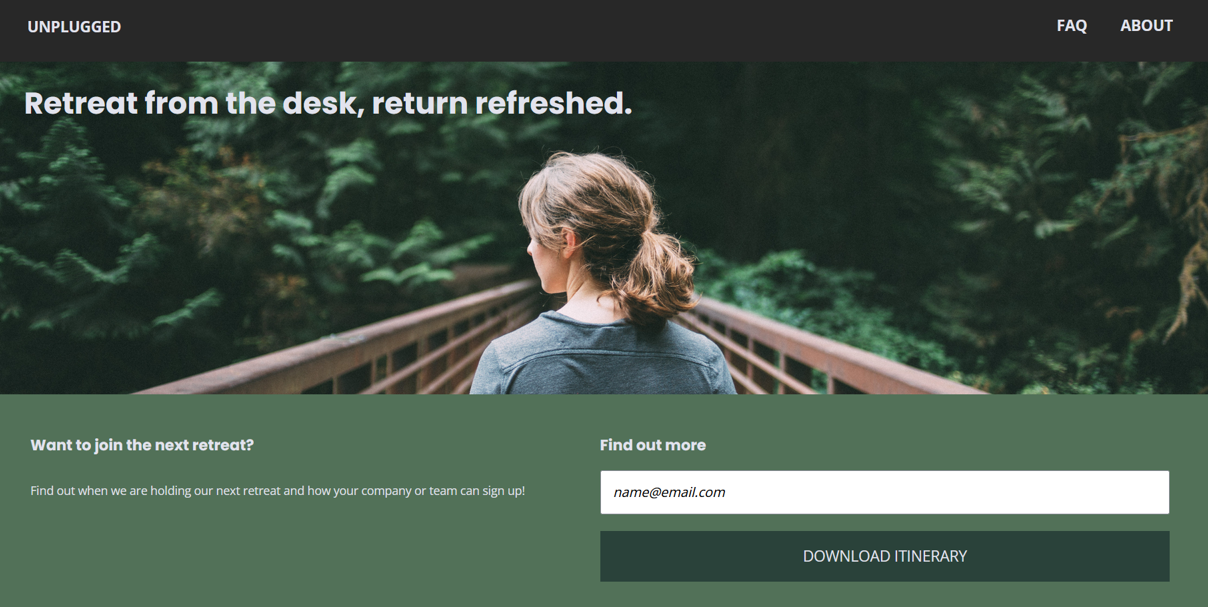 UNPLUGGED
FAQ ABOUT
Retreat from the desk, return refreshed.
Want to join the next retreat?
Find out when we are holding our next retreat and how your company or team can sign up!
Find out more
name@email.com
DOWNLOAD ITINERARY